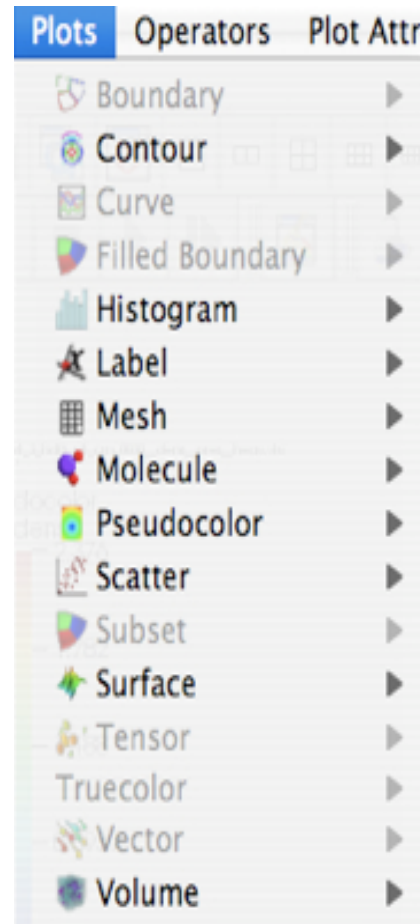 Plots Operators Plot Attr
Boundary
Contour
Curve
Filled Boundary
Histogram
Label
Mesh
Molecule
Pseudocolor
Scatter
Subset
Surface
Tensor
Truecolor
Vector
Volume